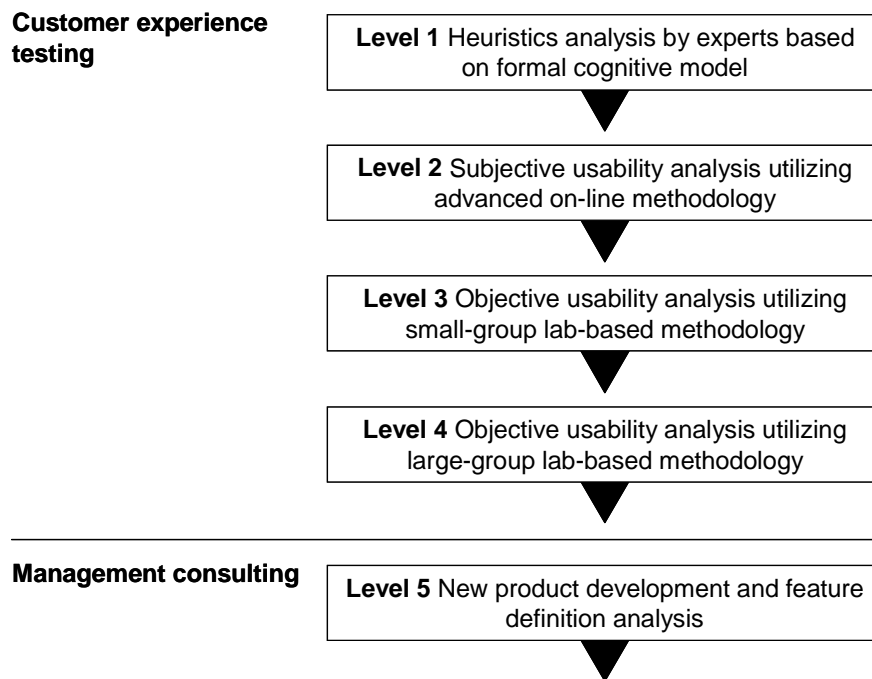 Customer experience
testing
Level 1 Heuristics analysis by experts based
on formal cognitive model
Level 2 Subjective usability analysis utilizing
advanced on-line methodology
Level 3 Objective usability analysis utilizing
small-group lab-based methodology
Level 4 Objective usability analysis utilizing
large-group lab-based methodology
Management consulting
Level 5 New product development and feature
definition analysis